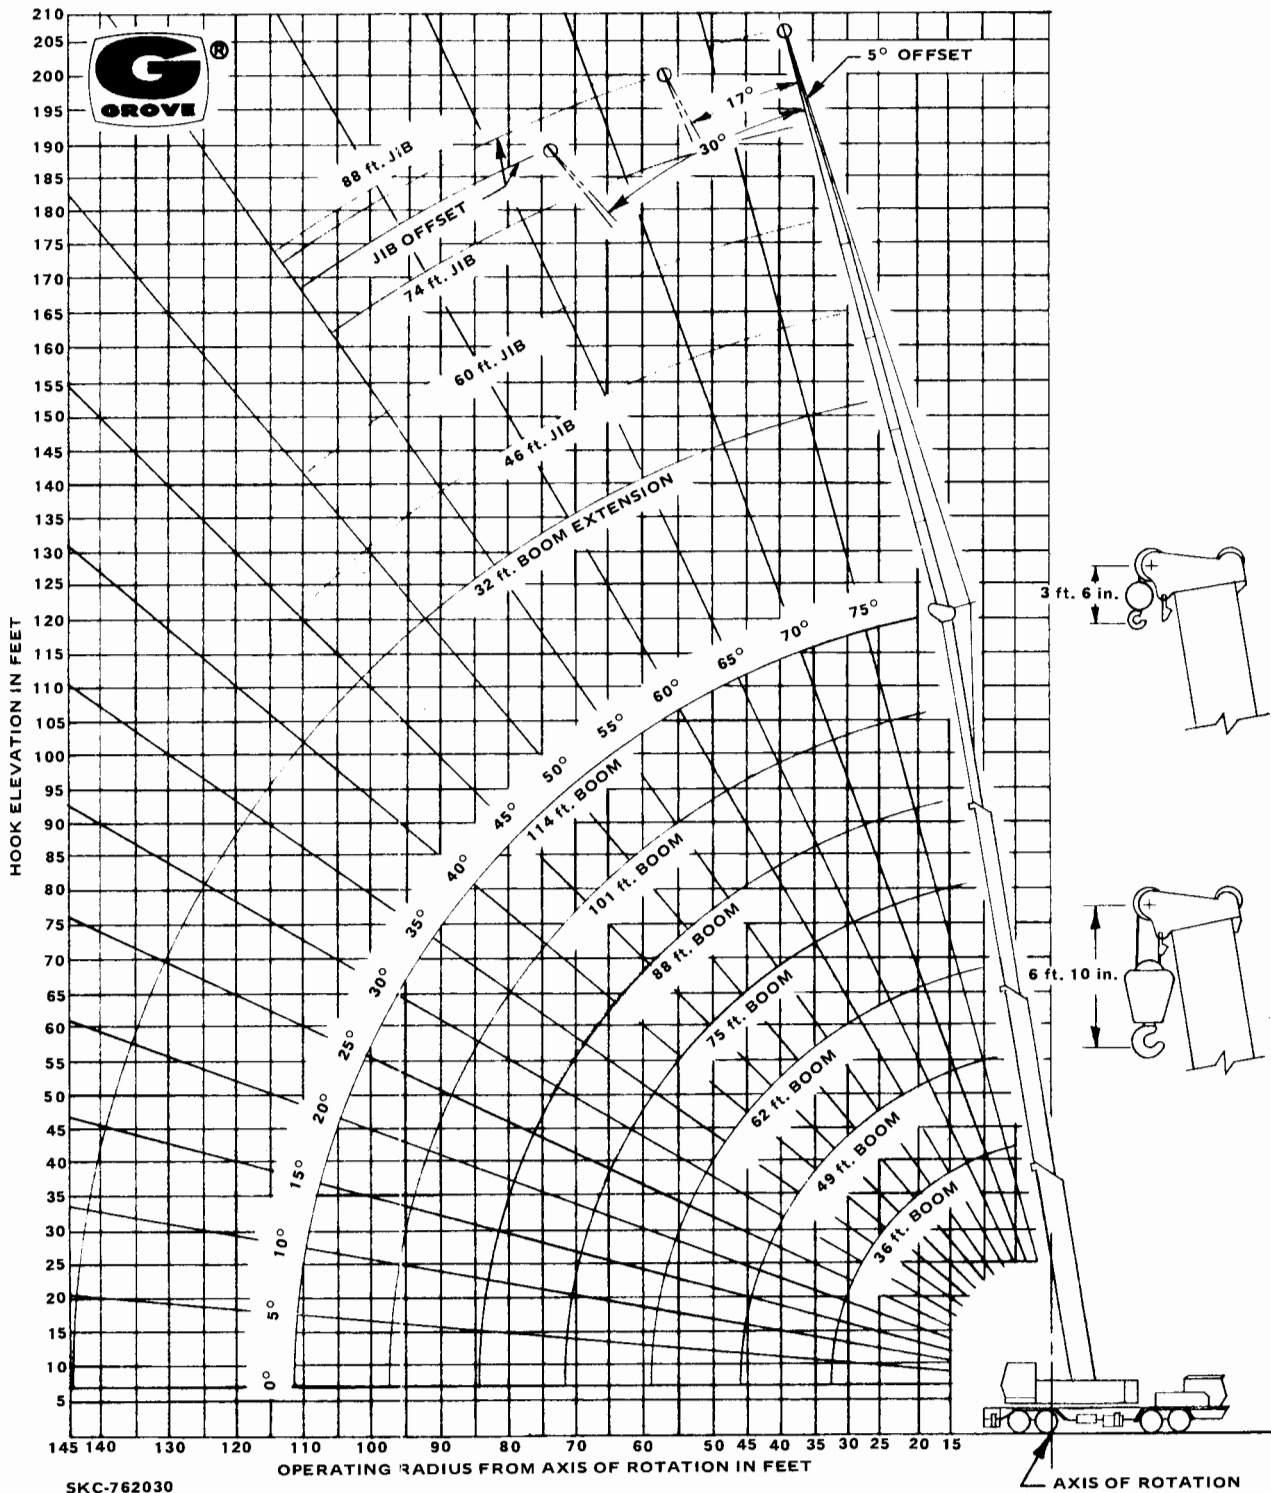 210
205
200
195
190
185
180
175
170
165
160
155
150
145
140
135
130
125
120
115
110
105
100
95
90
85
80
75
70
65
60
55
50
45
40
35
30
25
20
15
10
5
HOOK ELEVATION IN FEET
G®
GROVE
5° OFFSET
17°
30°
88 ft. JIB
JIB OFFSET
74 ft. JIB
60 ft. JIB
46 ft. JIB
32 ft. BOOM EXTENSION
75°
70°
65°
60°
55°
50°
45°
40°
35°
30°
25°
20°
15°
10°
5°
0°
114 ft. BOOM
101 ft. BOOM
88 ft. BOOM
75 ft. BOOM
62 ft. BOOM
49 ft. BOOM
36 ft. BOOM
3 ft. 6 in.
6 ft. 10 in.
145 140 130 120 110 100 90 80 70 60 50 45 40 35 30 25 20 15
OPERATING RADIUS FROM AXIS OF ROTATION IN FEET
AXIS OF ROTATION
SKC-762030